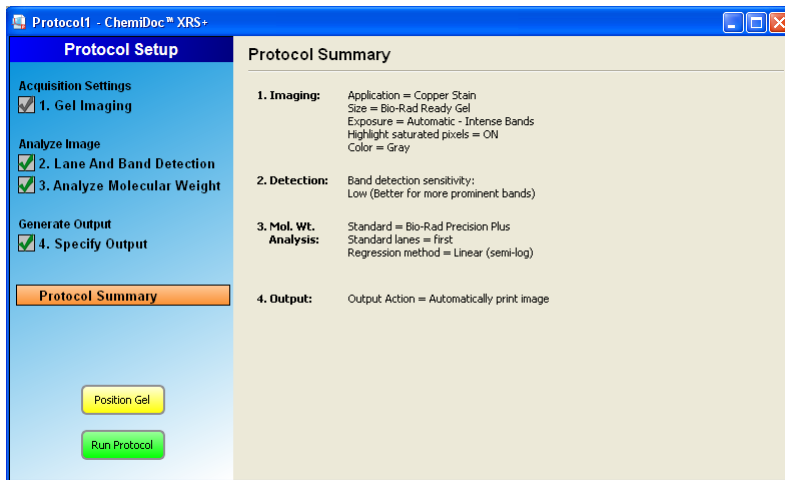 Protocol1 - ChemiDoc™ XRS+
Protocol Setup
Acquisition Settings
1. Gel Imaging
Analyze Image
2. Lane And Band Detection
3. Analyze Molecular Weight
Generate Output
4. Specify Output
Protocol Summary
Position Gel
Run Protocol
Protocol Summary
1. Imaging: Application = Copper Stain
Size = Bio-Rad Ready Gel
Exposure = Automatic - Intense Bands
Highlight saturated pixels = ON
Color = Gray
2. Detection: Band detection sensitivity:
Low (Better for more prominent bands)
3. Mol. Wt. Standard = Bio-Rad Precision Plus
Analysis: Standard lanes = first
Regression method = Linear (semi-log)
4. Output: Output Action = Automatically print image